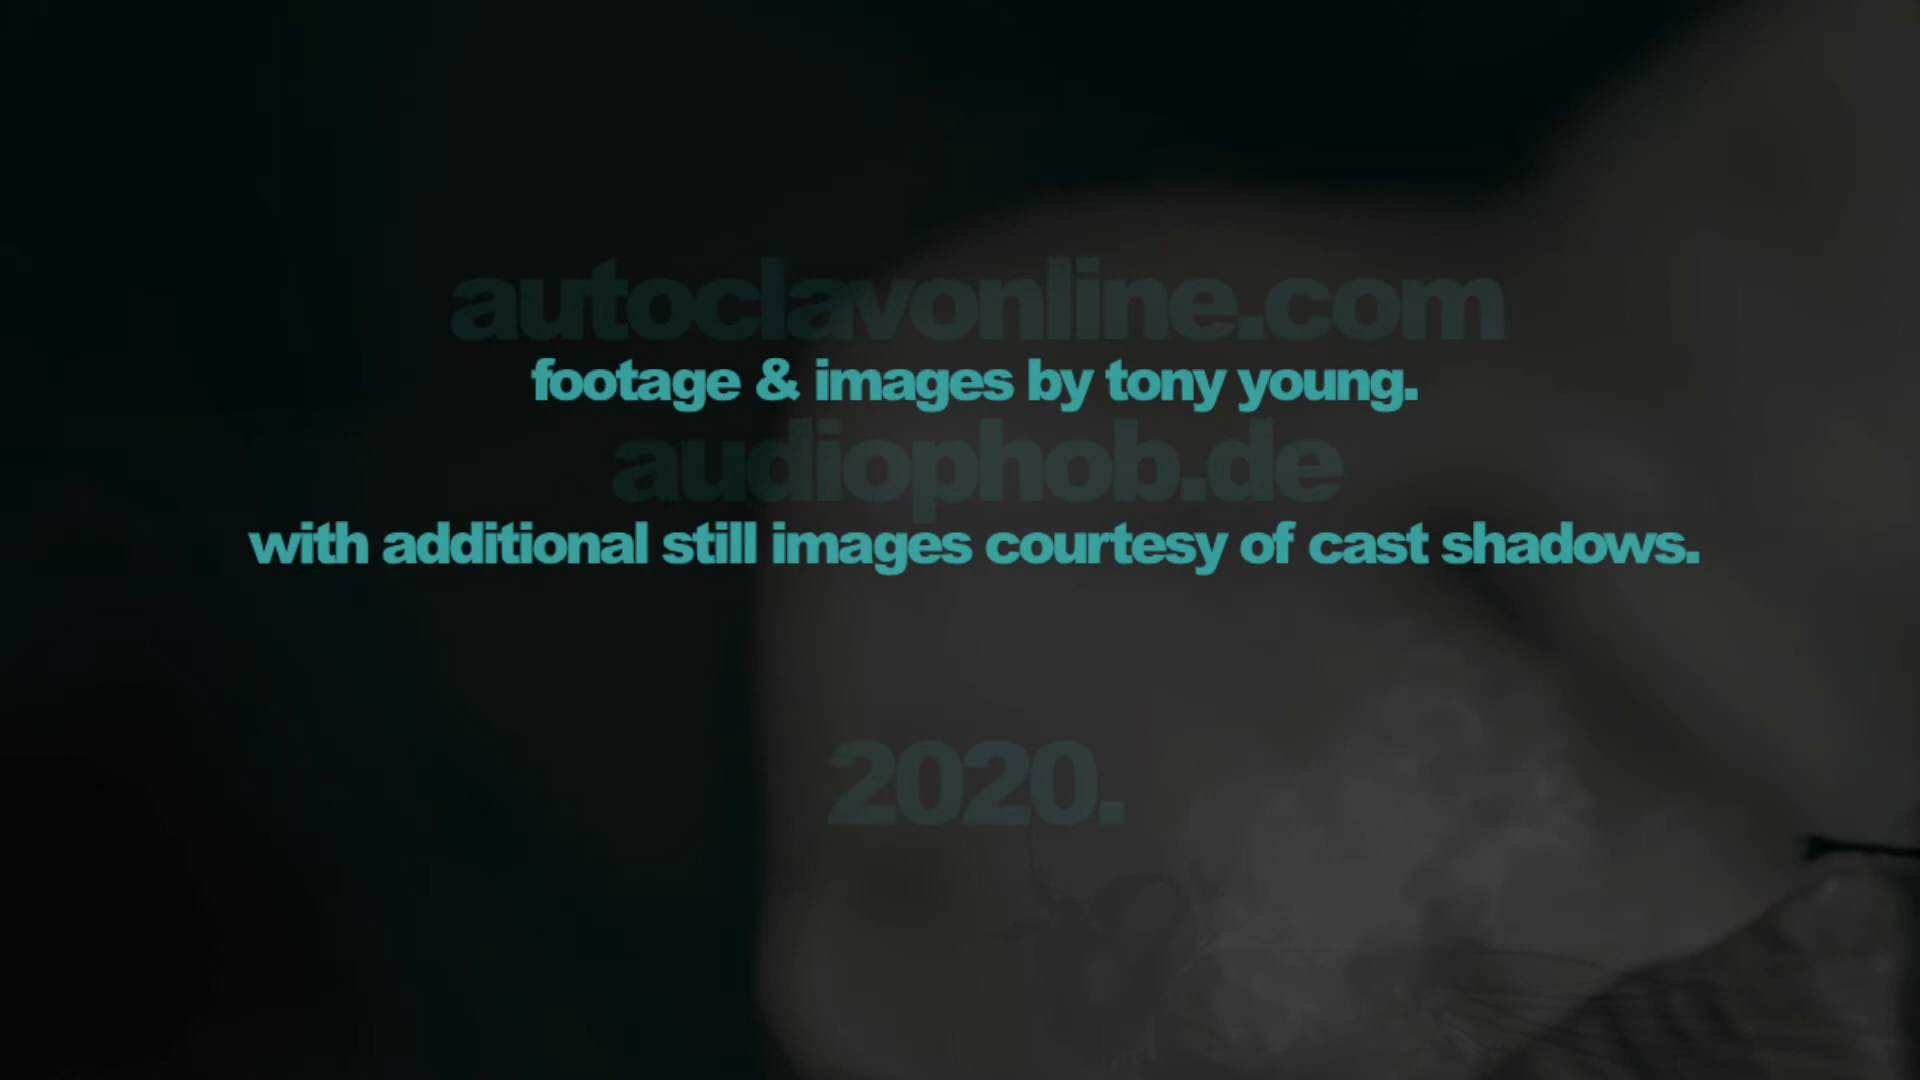 autoclavonline.com
footage & images by tony young.
audiophob.de
with additional still images courtesy of cast shadows.
2020.